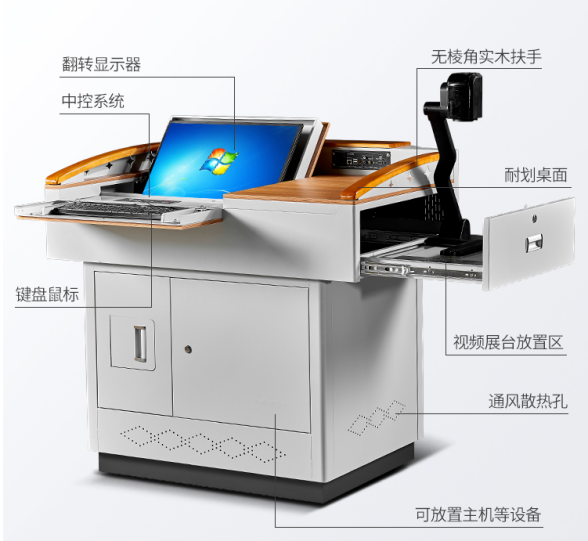 无棱角实木扶手
翻转显示器
中控系统
耐划桌面
键盘鼠标
视频展台放置区
通风散热孔
可放置主机等设备